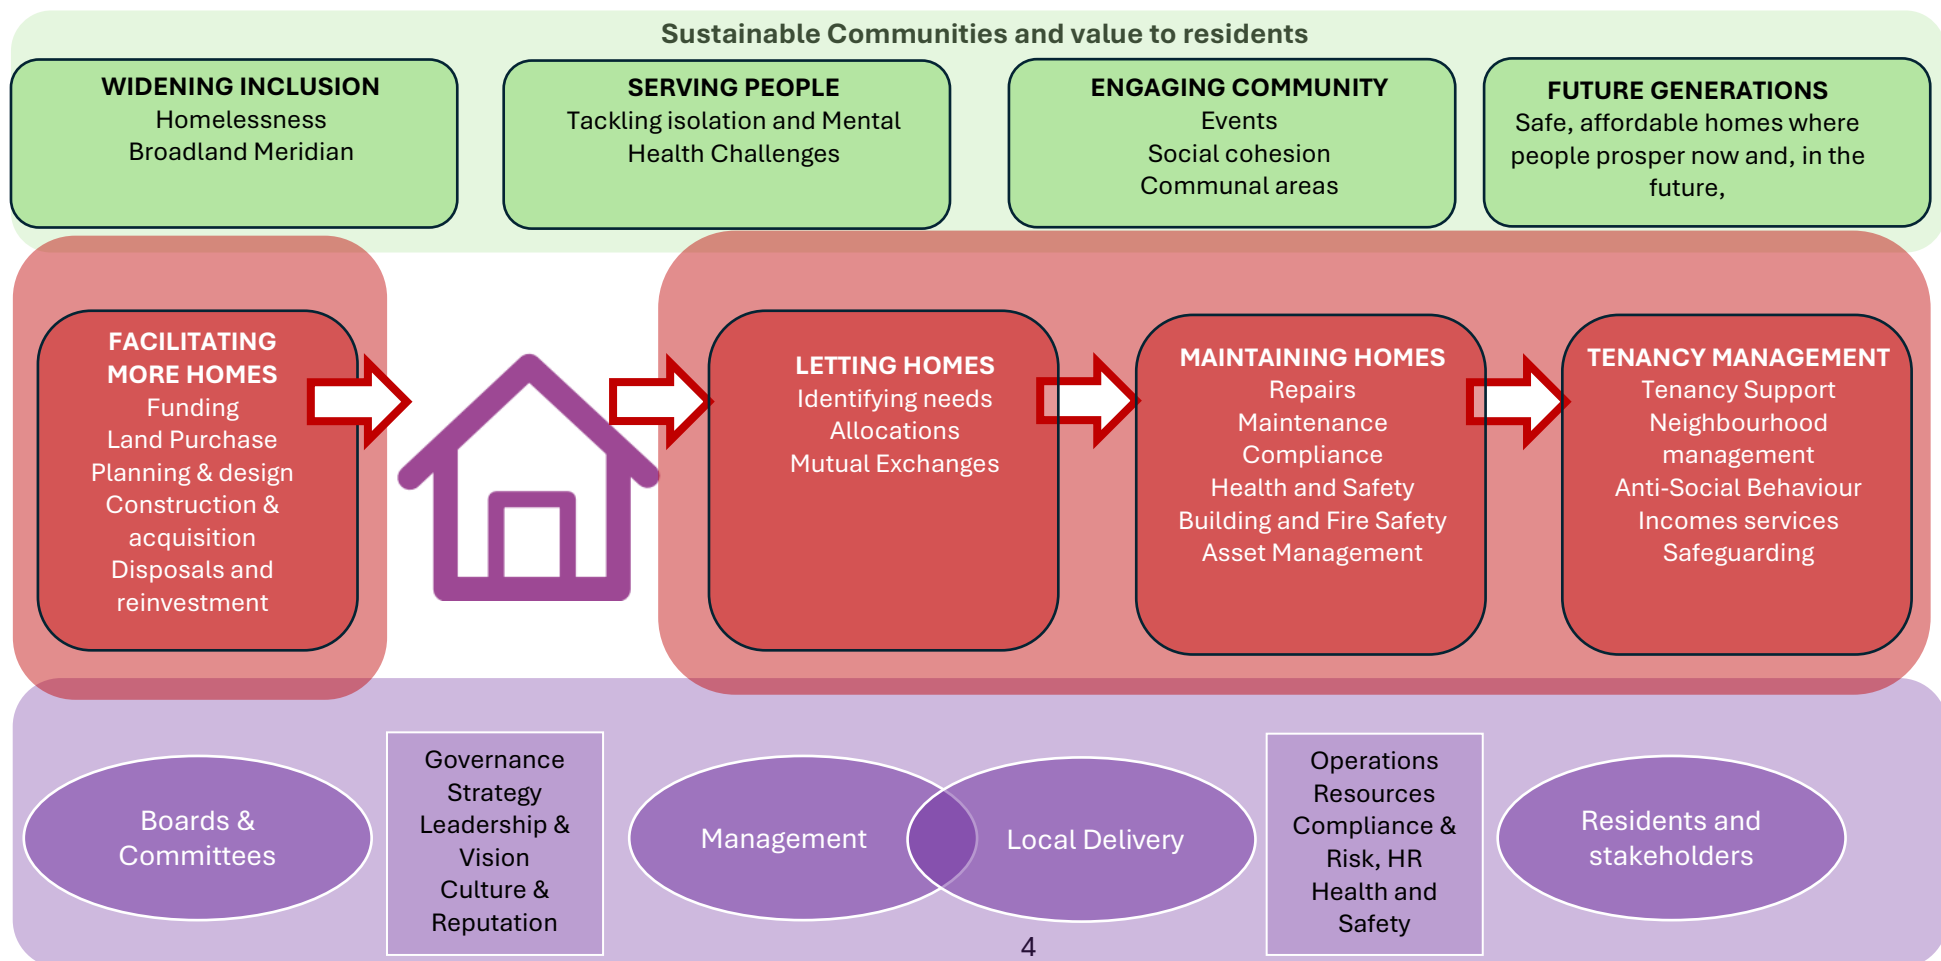 Sustainable Communities and value to residents
WIDENING INCLUSION
Homelessness
Broadland Meridian
SERVING PEOPLE
Tackling isolation and Mental
Health Challenges
ENGAGING COMMUNITY
Events
Social cohesion
Communal areas
FUTURE GENERATIONS
Safe, affordable homes where
people prosper now and, in the
future,
FACILITATING
MORE HOMES
Funding
Land Purchase
Planning & design
Construction &
acquisition
Disposals and
reinvestment
LETTING HOMES
Identifying needs
Allocations
Mutual Exchanges
MAINTAINING HOMES
Repairs
Maintenance
Compliance
Health and Safety
Building and Fire Safety
Asset Management
TENANCY MANAGEMENT
Tenancy Support
Neighbourhood
management
Anti-Social Behaviour
Incomes services
Safeguarding
Boards &
Committees
Governance
Strategy
Leadership &
Vision
Culture &
Reputation
Management
Local Delivery
Operations
Resources
Compliance &
Risk, HR
Health and
Safety
Residents and
stakeholders
4